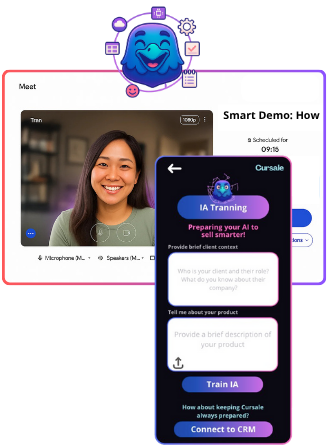 Meet
Tran
1080p
Smart Demo: How
Scheduled for
09:15
Microphone (M...
Speakers (M...
Cursale
IA Tranning
Preparing your AI to
sell smarter!
Provide brief client context
Who is your client and their role?
What do you know about their
company?
Tell me about your product
Provide a brief description of
your product
Train IA
How about keeping Cursale
always prepared?
Connect to CRM